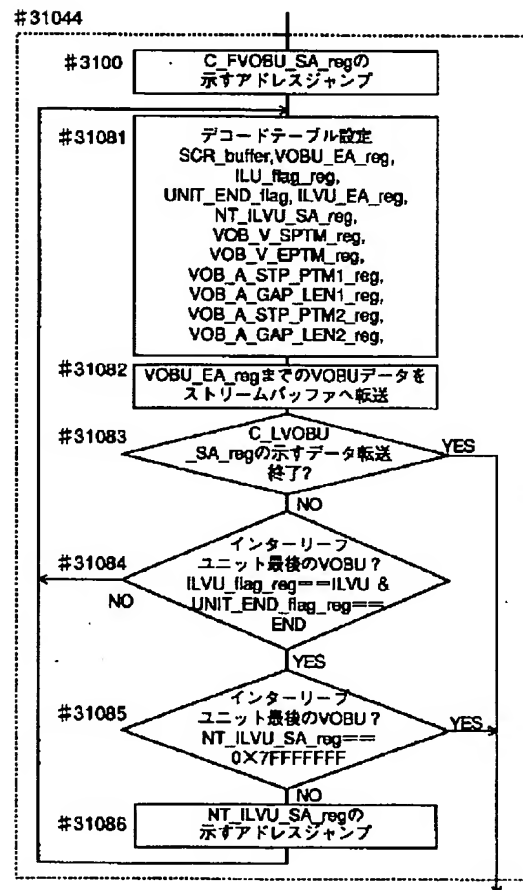 #31044
#3100
C_FVOBU_SA_regの
示すアドレスジャンプ
#31081
デコードテーブル設定
SCR_buffer,VOBU_EA_reg,
ILU_flag_reg,
UNIT_END_flag, ILVU_EA_reg,
NT_ILVU_SA_reg,
VOB_V_SPTM_reg,
VOB_V_EPTM_reg,
VOB_A_STP_PTM1_reg,
VOB_A_GAP_LEN1_reg,
VOB_A_STP_PTM2_reg,
VOB_A_GAP_LEN2_reg,
#31082
VOBU_EA_regまでのVOBUデータを
ストリームバッファへ転送
#31083
C_LVOBU
_SA_regの示すデータ転送
終了?
YES
NO
#31084
インターリーブ
ユニット最後のVOBU?
ILVU_flag_reg==ILVU &
UNIT_END_flag_reg==
END
NO
YES
#31085
インターリーブ
ユニット最後のVOBU?
NT_ILVU_SA_reg==
0×7FFFFFFF
YES
NO
#31086
NT_ILVU_SA_regの
示すアドレスジャンプ